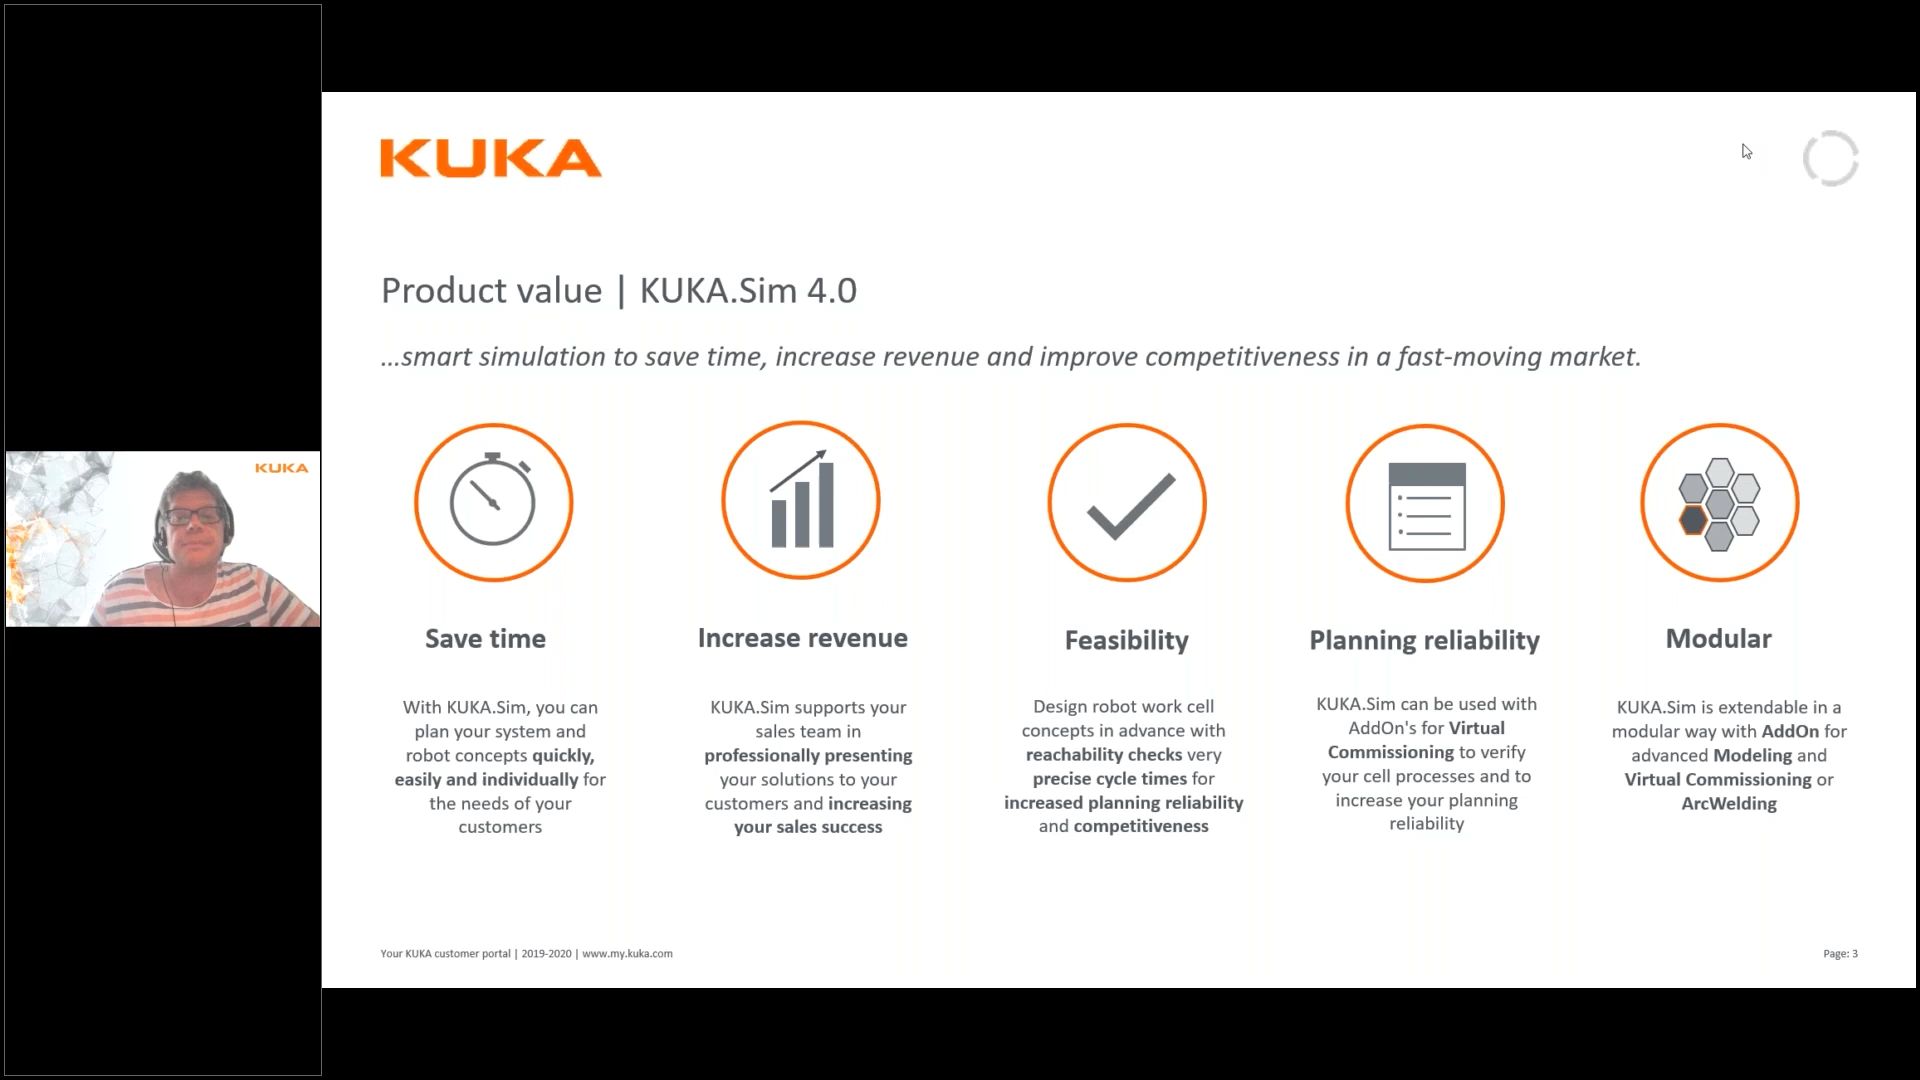 KUKA
Product value | KUKA.Sim 4.0
...smart simulation to save time, increase revenue and improve competitiveness in a fast-moving market.
KUKA
Save time
With KUKA.Sim, you can
plan your system and
robot concepts quickly,
easily and individually for
the needs of your
customers
Increase revenue
KUKA.Sim supports your
sales team in
professionally presenting
your solutions to your
customers and increasing
your sales success
Feasibility
Design robot work cell
concepts in advance with
reachability checks very
precise cycle times for
increased planning reliability
and competitiveness
Planning reliability
KUKA.Sim can be used with
AddOn's for Virtual
Commissioning to verify
your cell processes and to
increase your planning
reliability
Modular
KUKA.Sim is extendable in a
modular way with AddOn for
advanced Modeling and
Virtual Commissioning or
ArcWelding
Your KUKA customer portal | 2019-2020 | www.my.kuka.com
Page: 3